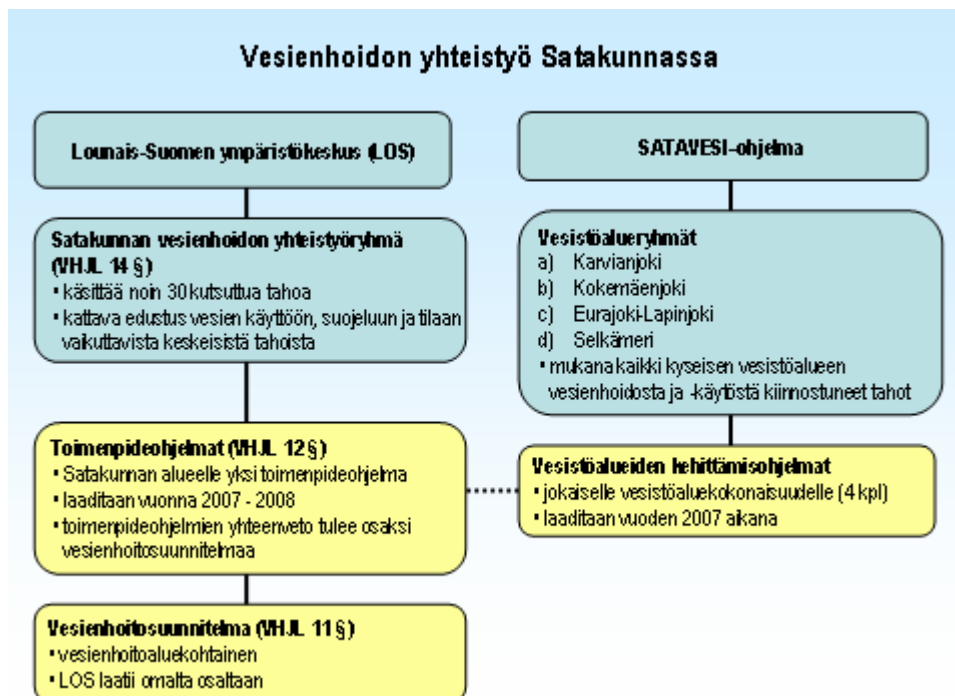 Vesienhoidon yhteistyö Satakunnassa
Lounais-Suomen ympäristökeskus (LOS)
Satakunnan vesienhoidon yhteistyöryhmä
(VHJL 14 §)
▪ käsittää noin 30 kutsuttua tahoa
▪ kattava edustus vesien käyttöön, suojeluun ja tilaan
vaikuttavista keskeisistä tahoista
Toimenpideohjelmat (VHJL 12 §)
▪ Satakunnan alueelle yksi toimenpideohjelma
▪ laaditaan vuonna 2007 - 2008
▪ toimenpideohjelmien yhteenveto tulee osaksi
vesienhoitosuunnitelmaa
Vesienhoitosuunnitelma (VHJL 11 §)
▪ vesienhoitoaluekohtainen
▪ LOS laatii omalta osaltaan
SATAVESI-ohjelma
Vesistöalueryhmät
a) Karvianjoki
b) Kokemäenjoki
c) Eurajoki-Lapinjoki
d) Selkämeri
▪ mukana kaikki kyseisen vesistöalueen
vesienhoidosta ja -käytöstä kiinnostuneet tahot
Vesistöalueiden kehittämisohjelmat
▪ jokaiselle vesistöaluekokonaisuudelle (4 kpl)
▪ laaditaan vuoden 2007 aikana